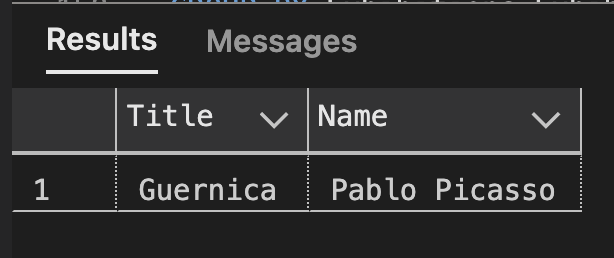 Results Messages
Title Name
1 Guernica Pablo Picasso